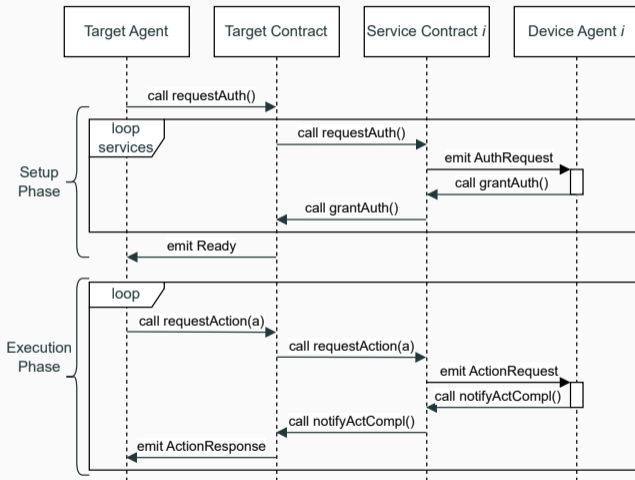 Target Agent
Target Contract
Service Contract i
Device Agent i
call requestAuth()
loop
services
call requestAuth()
emit AuthRequest
Setup
Phase
call grantAuth()
call grantAuth()
emit Ready
loop
call requestAction(a)
Execution
Phase
call requestAction(a)
emit ActionRequest
call notifyActCompl()
call notifyActCompl()
emit ActionResponse